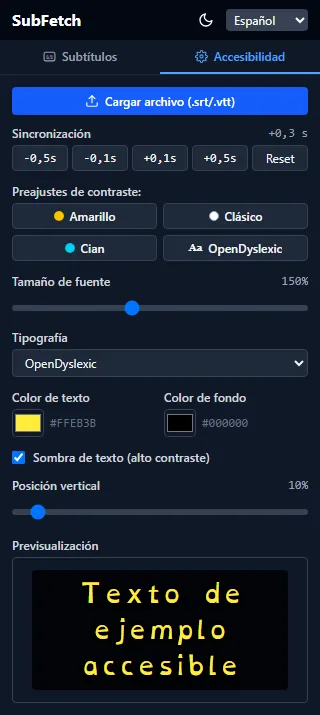 SubFetch Español
Subtítulos Accesibilidad
Cargar archivo (.srt/.vtt)
Sincronización +0,3 s
-0,5s -0,1s +0,1s +0,5s Reset
Preajustes de contraste:
Amarillo Clásico
Cian Aa OpenDyslexic
Tamaño de fuente 150%
Tipografía
OpenDyslexic
Color de texto Color de fondo
#FFEB3B #000000
Sombra de texto (alto contraste)
Posición vertical 10%
Previsualización
Texto de
ejemplo
accesible